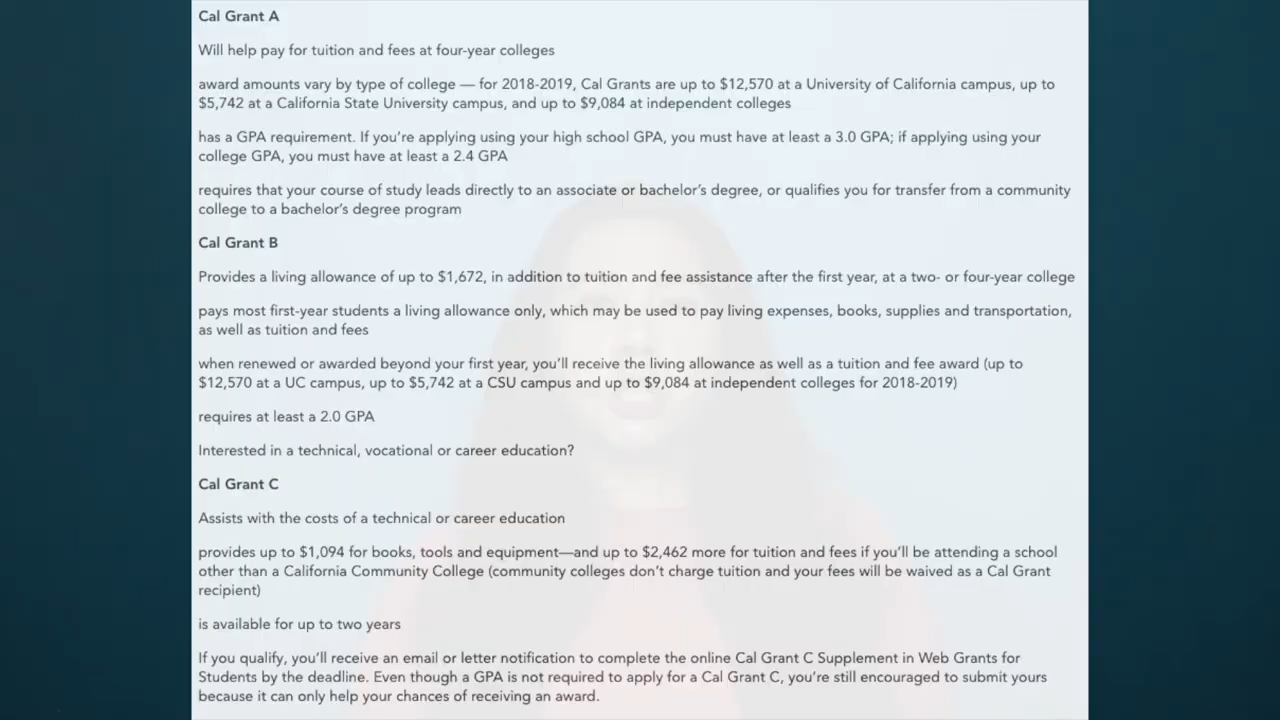 Cal Grant A
Will help pay for tuition and fees at four-year colleges
award amounts vary by type of college — for 2018-2019, Cal Grants are up to $12,570 at a University of California campus, up to
$5,742 at a California State University campus, and up to $9,084 at independent colleges
has a GPA requirement. If you’re applying using your high school GPA, you must have at least a 3.0 GPA; if applying using your
college GPA, you must have at least a 2.4 GPA
requires that your course of study leads directly to an associate or bachelor’s degree, or qualifies you for transfer from a community
college to a bachelor’s degree program
Cal Grant B
Provides a living allowance of up to $1,672, in addition to tuition and fee assistance after the first year, at a two- or four-year college
pays most first-year students a living allowance only, which may be used to pay living expenses, books, supplies and transportation,
as well as tuition and fees
when renewed or awarded beyond your first year, you’ll receive the living allowance as well as a tuition and fee award (up to
$12,570 at a UC campus, up to $5,742 at a CSU campus and up to $9,084 at independent colleges for 2018-2019)
requires at least a 2.0 GPA
Interested in a technical, vocational or career education?
Cal Grant C
Assists with the costs of a technical or career education
provides up to $1,094 for books, tools and equipment—and up to $2,462 more for tuition and fees if you’ll be attending a school
other than a California Community College (community colleges don’t charge tuition and your fees will be waived as a Cal Grant
recipient)
is available for up to two years
If you qualify, you’ll receive an email or letter notification to complete the online Cal Grant C Supplement in Web Grants for
Students by the deadline. Even though a GPA is not required to apply for a Cal Grant C, you’re still encouraged to submit yours
because it can only help your chances of receiving an award.